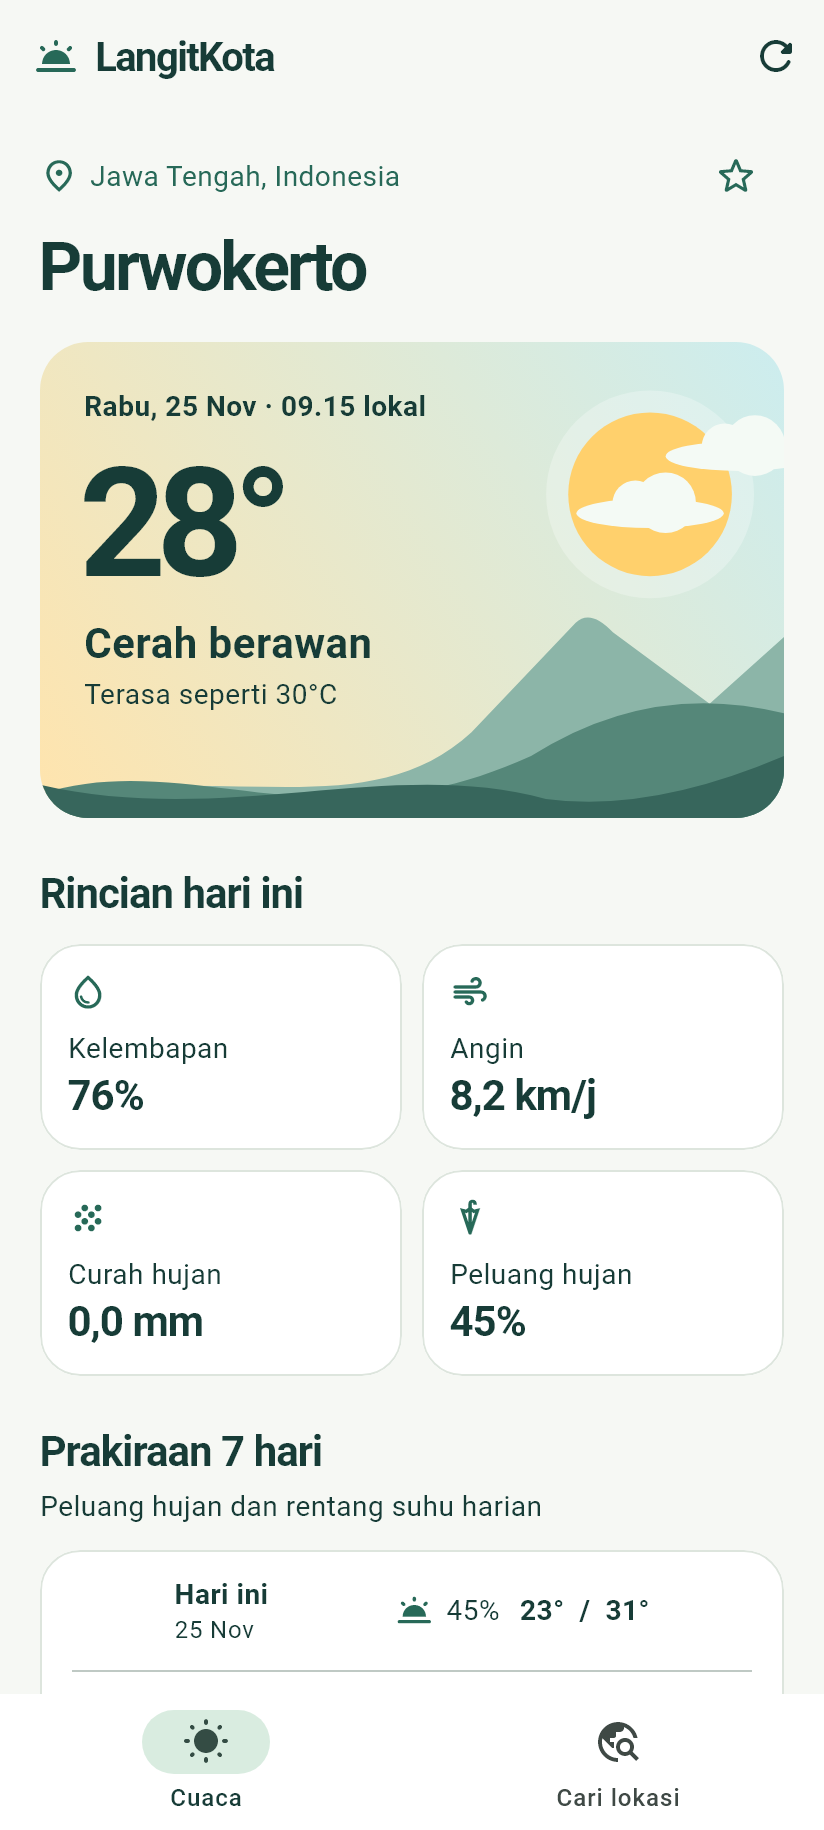 LangitKota
Jawa Tengah, Indonesia
Purwokerto
Rabu, 25 Nov · 09.15 lokal
28°
Cerah berawan
Terasa seperti 30°C
Rincian hari ini
Kelembapan
76%
Angin
8,2 km/j
Curah hujan
0,0 mm
Peluang hujan
45%
Prakiraan 7 hari
Peluang hujan dan rentang suhu harian
Hari ini
25 Nov
45% 23° / 31°
Cuaca
Cari lokasi